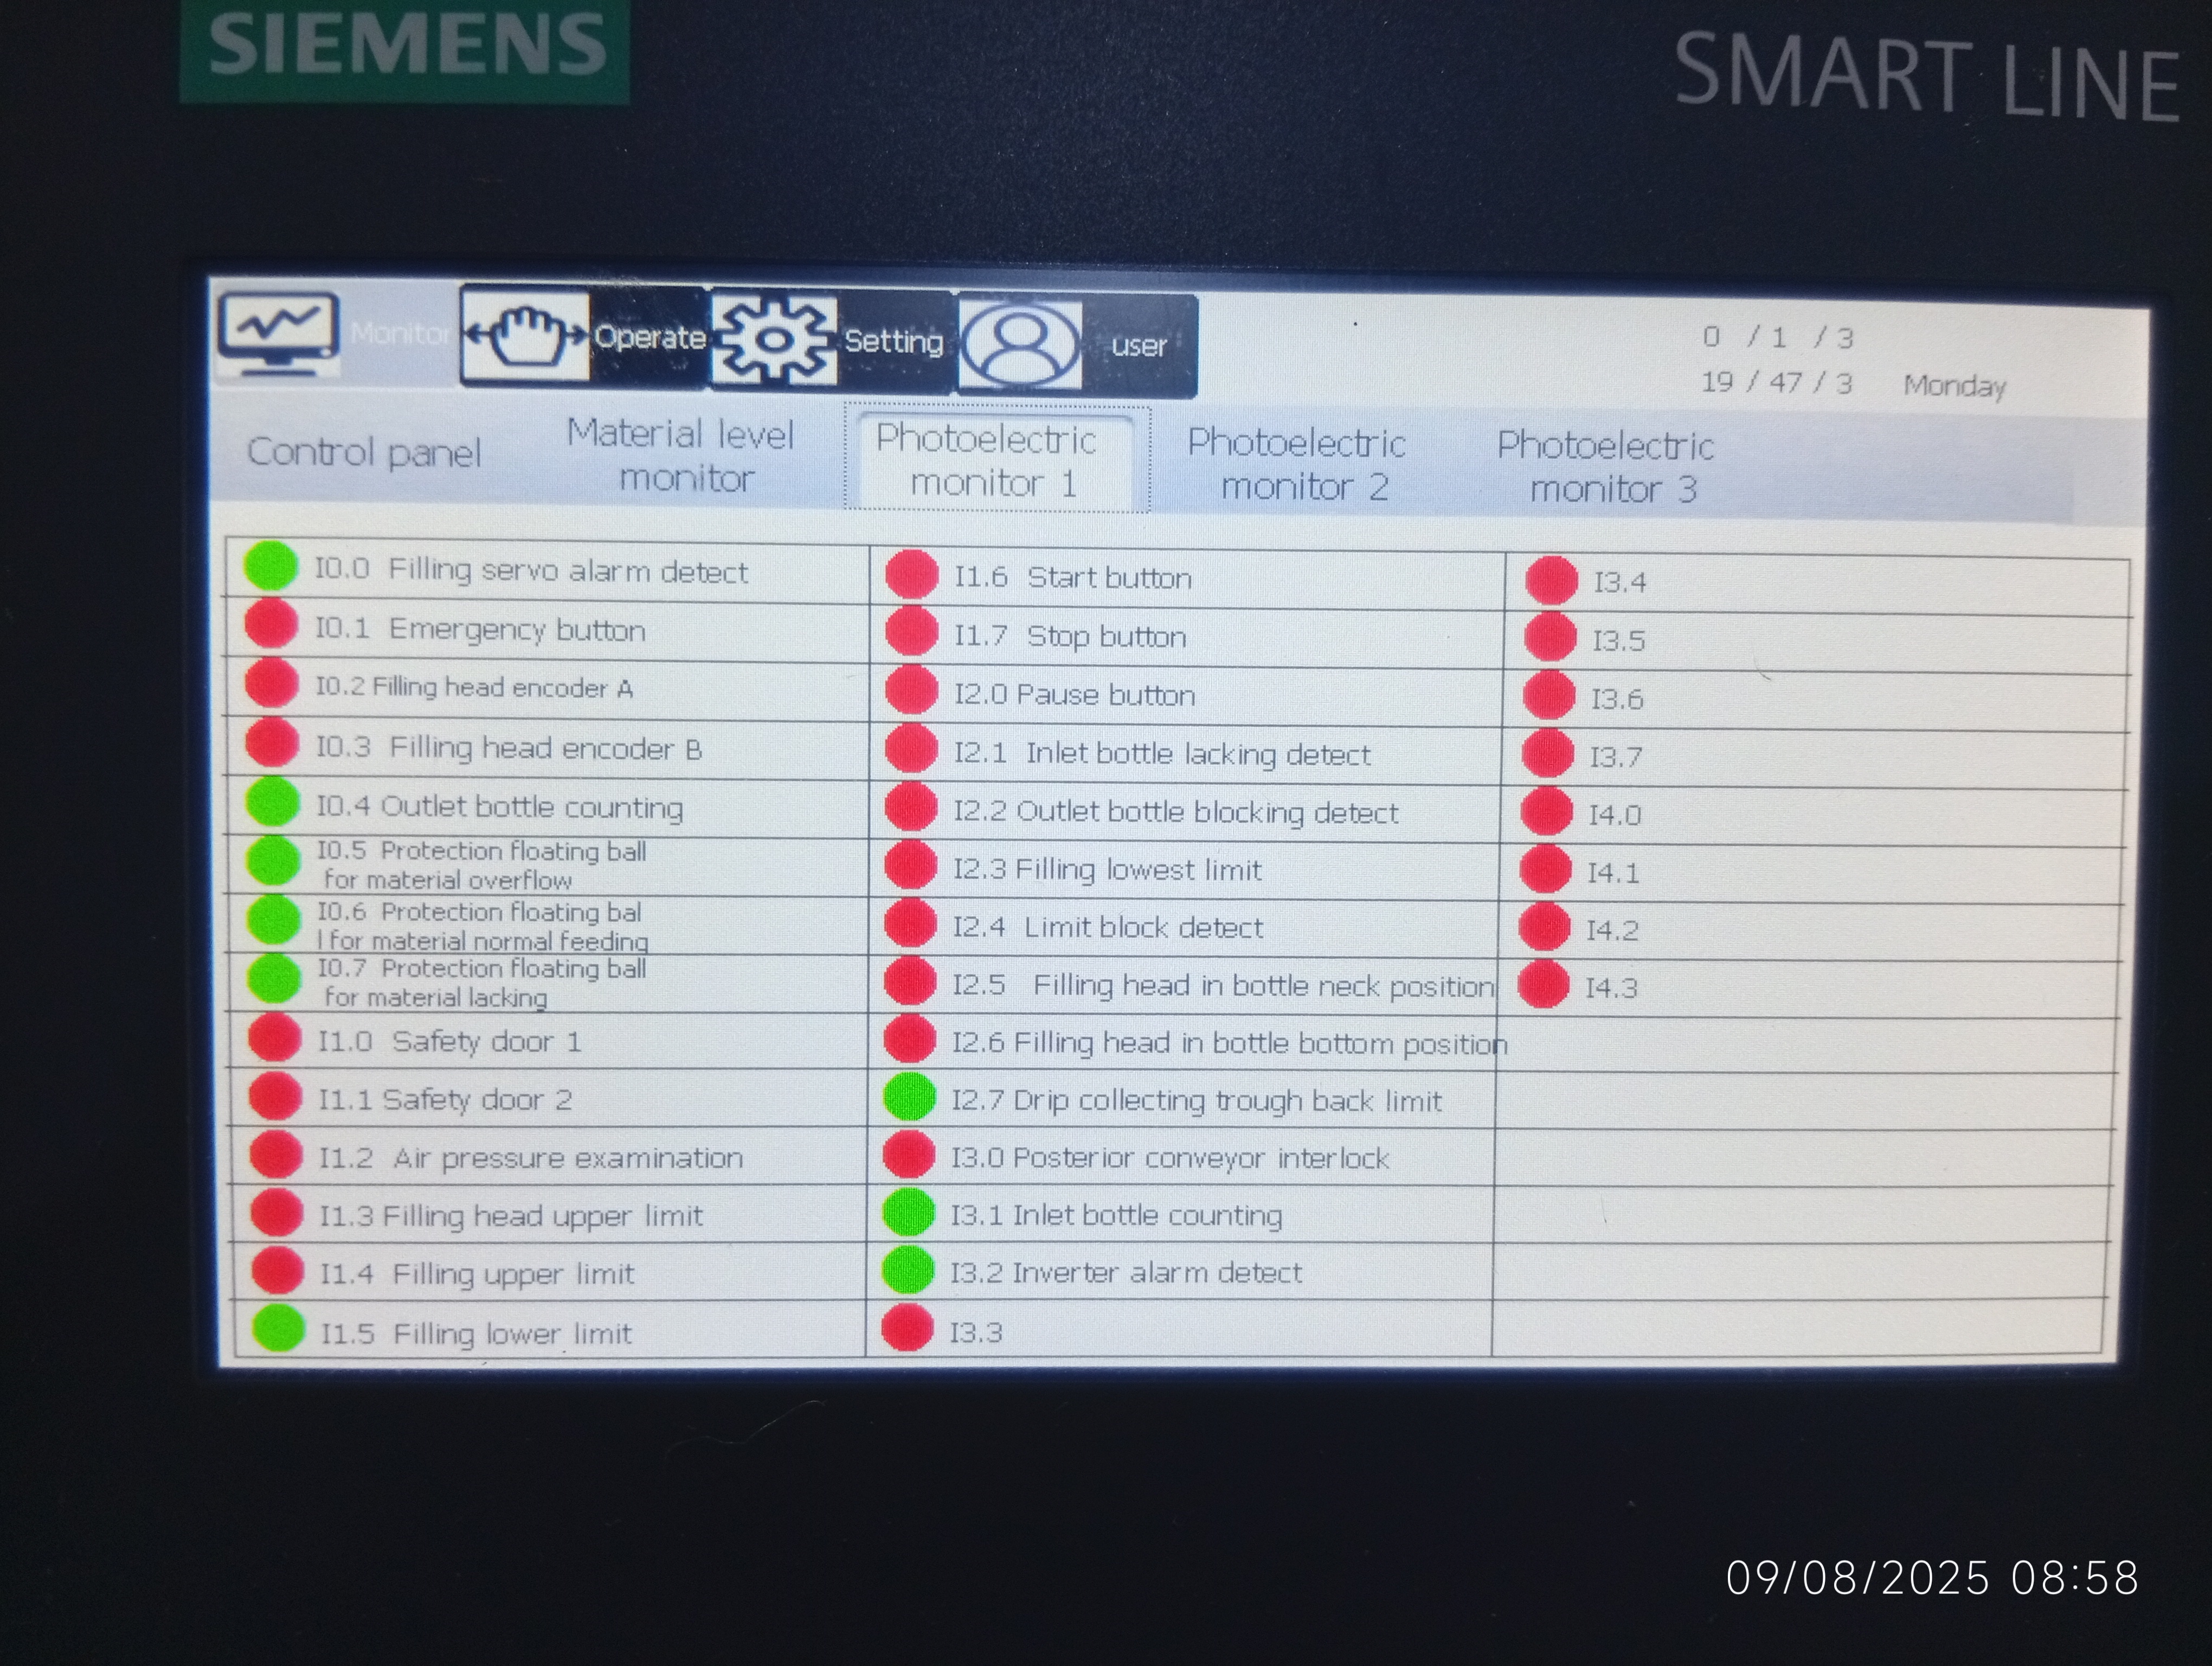 SIEMENS
SMART LINE
Monitor
Operate
Setting
user
0 / 1 / 3
19 / 47 / 3 Monday
Control panel
Material level
monitor
Photoelectric
monitor 1
Photoelectric
monitor 2
Photoelectric
monitor 3
I0.0 Filling servo alarm detect
I0.1 Emergency button
I0.2 Filling head encoder A
I0.3 Filling head encoder B
I0.4 Outlet bottle counting
I0.5 Protection floating ball
for material overflow
I0.6 Protection floating bal
l for material normal feeding
I0.7 Protection floating ball
for material lacking
I1.0 Safety door 1
I1.1 Safety door 2
I1.2 Air pressure examination
I1.3 Filling head upper limit
I1.4 Filling upper limit
I1.5 Filling lower limit
I1.6 Start button
I1.7 Stop button
I2.0 Pause button
I2.1 Inlet bottle lacking detect
I2.2 Outlet bottle blocking detect
I2.3 Filling lowest limit
I2.4 Limit block detect
I2.5 Filling head in bottle neck position
I2.6 Filling head in bottle bottom position
I2.7 Drip collecting trough back limit
I3.0 Posterior conveyor interlock
I3.1 Inlet bottle counting
I3.2 Inverter alarm detect
I3.3
I3.4
I3.5
I3.6
I3.7
I4.0
I4.1
I4.2
I4.3
09/08/2025 08:58